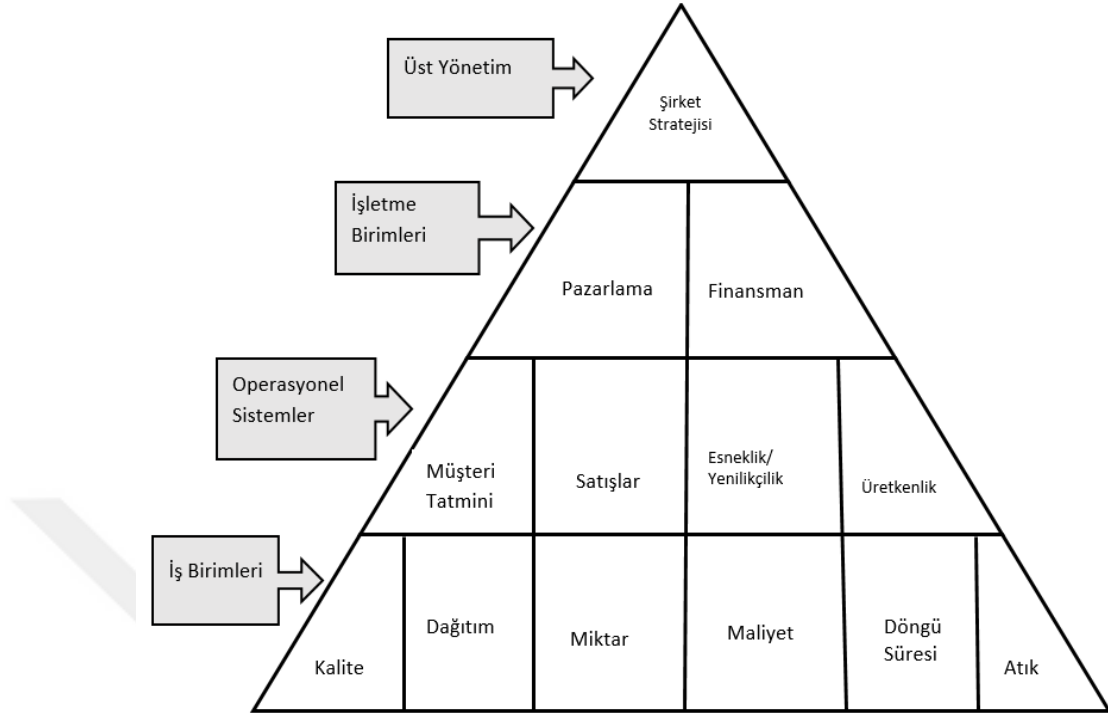 Üst Yönetim
Şirket
Stratejisi
İşletme
Birimleri
Pazarlama
Finansman
Operasyonel
Sistemler
Müşteri
Tatmini
Satışlar
Esneklik/
Yenilikçilik
Üretkenlik
İş Birimleri
Kalite
Dağıtım
Miktar
Maliyet
Döngü
Süresi
Atık